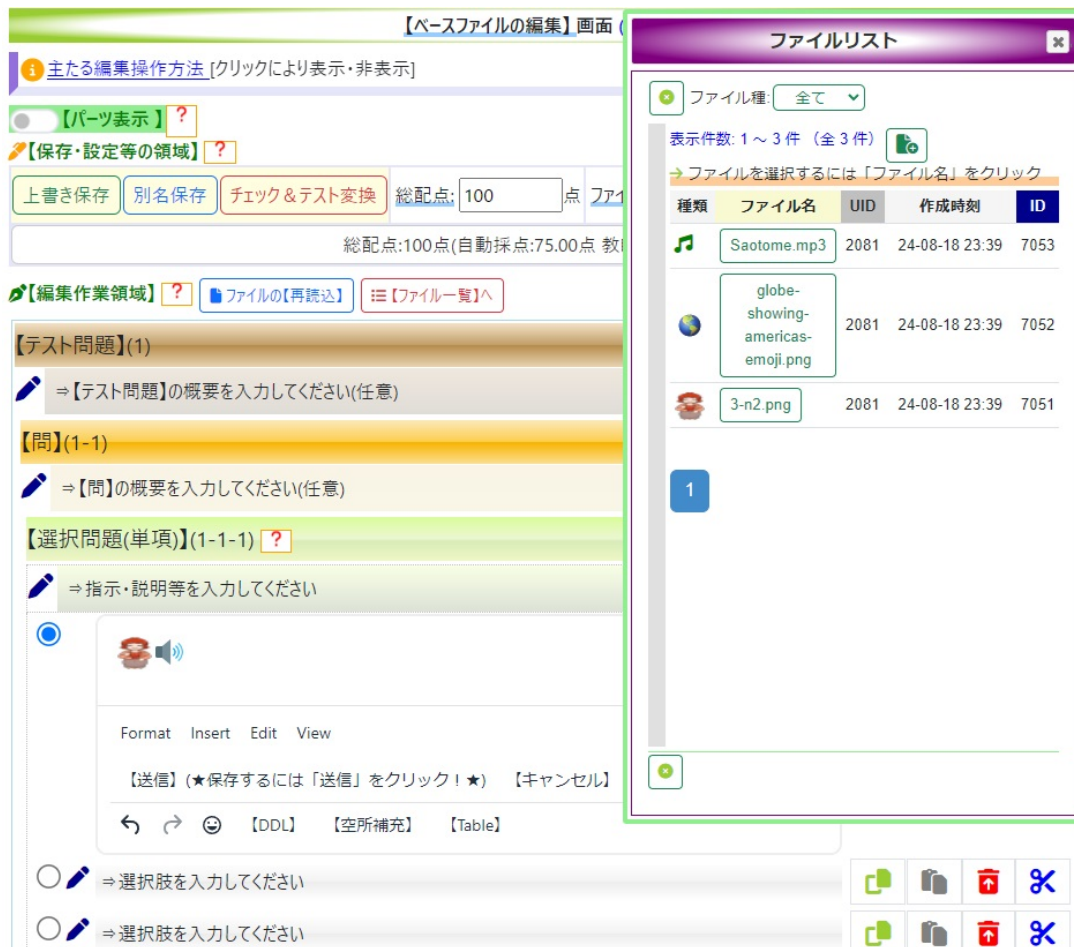 【ベースファイルの編集】画面 (
主たる編集操作方法 [クリックにより表示・非表示]
【パーツ表示 】 ?
【保存・設定等の領域】 ?
上書き保存 別名保存 チェック&テスト変換 総配点: 100 点
総配点:100点(自動採点:75.00点
【編集作業領域】 ? ファイルの【再読込】 【ファイル一覧】へ
【テスト問題】(1)
⇒【テスト問題】の概要を入力してください(任意)
【問】(1-1)
⇒【問】の概要を入力してください(任意)
【選択問題(単項)】(1-1-1) ?
⇒指示・説明等を入力してください
Format Insert Edit View
【送信】(★保存するには「送信」をクリック!★) 【キャンセル】
【DDL】 【空所補充】 【Table】
⇒選択肢を入力してください
⇒選択肢を入力してください
ファイルリスト
ファイル種: 全て
表示件数: 1 ~ 3 件 (全 3 件)
→ファイルを選択するには「ファイル名」をクリック
種類 ファイル名 UID 作成時刻 ID
Saotome.mp3 2081 24-08-18 23:39 7053
globe-
showing-
americas-
emoji.png
2081 24-08-18 23:39 7052
3-n2.png 2081 24-08-18 23:39 7051
1